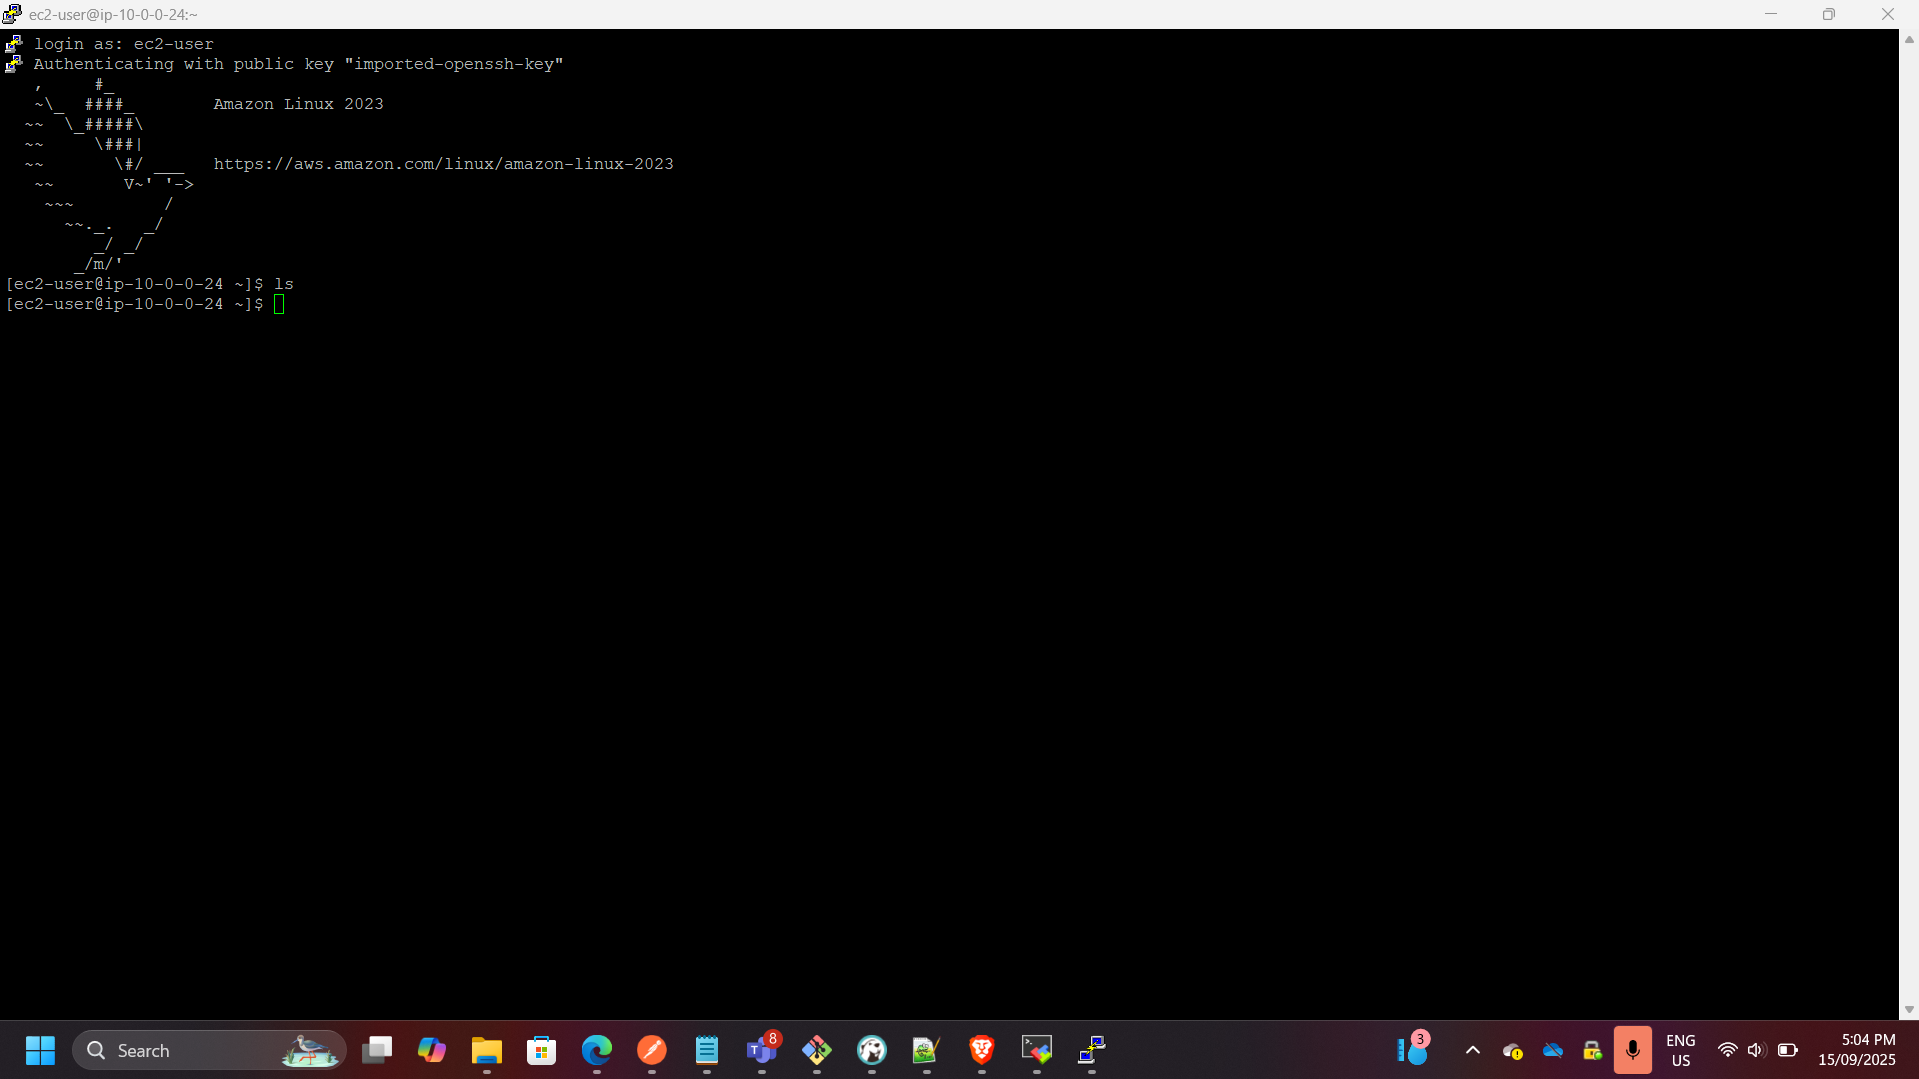 ec2-user@ip-10-0-0-24:~
login as: ec2-user
Authenticating with public key "imported-openssh-key"
   ,     #_
   ~\_  ####_        Amazon Linux 2023
  ~~  \_#####\
  ~~     \###|
  ~~       \#/ ___   https://aws.amazon.com/linux/amazon-linux-2023
   ~~       V~' '->
    ~~~         /
      ~~._.   _/
         _/ _/
       _/m/'
[ec2-user@ip-10-0-0-24 ~]$ ls
[ec2-user@ip-10-0-0-24 ~]$
Search
8
3
ENG
US
5:04 PM
15/09/2025